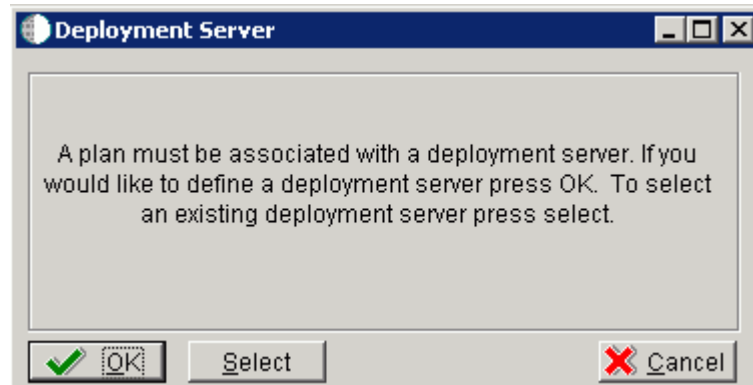 Deployment Server
A plan must be associated with a deployment server. If you
would like to define a deployment server press OK. To select
an existing deployment server press select.
OK Select Cancel